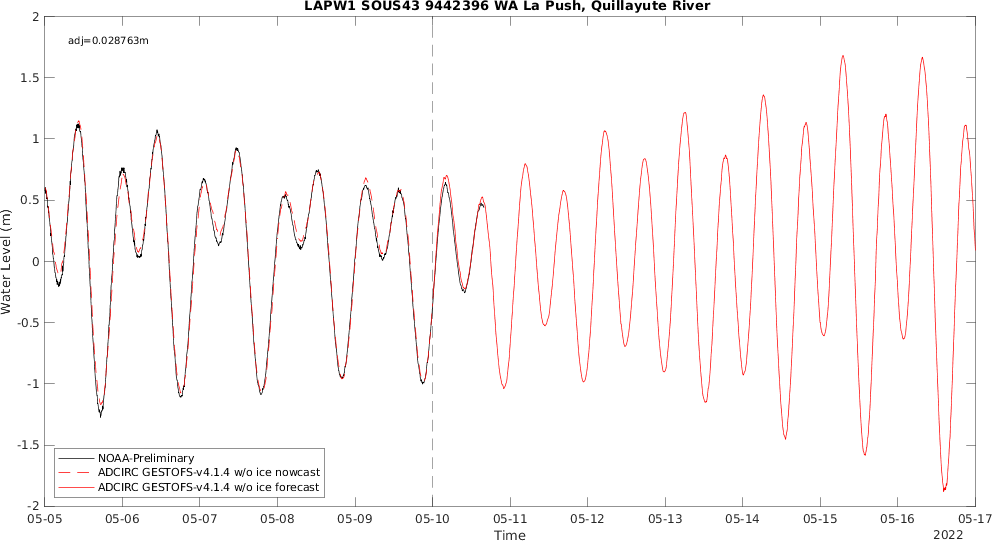 LAPW1 SOUS43 9442396 WA La Push, Quillayute River
adj=0.028763m
Water Level (m)
2
1.5
1
0.5
0
-0.5
-1
-1.5
-2
NOAA-Preliminary
ADCIRC GESTOFS-v4.1.4 w/o ice nowcast
ADCIRC GESTOFS-v4.1.4 w/o ice forecast
05-05 05-06 05-07 05-08 05-09 05-10 05-11 05-12 05-13 05-14 05-15 05-16 05-17
Time
2022